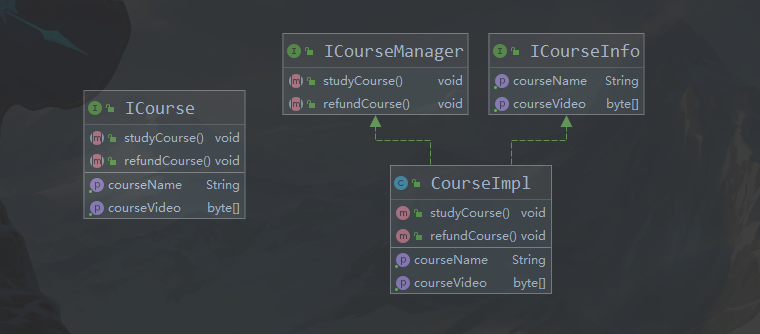 ICourse
studyCourse() void
refundCourse() void
courseName String
courseVideo byte[]
ICourseManager
studyCourse() void
refundCourse() void
ICourseInfo
courseName String
courseVideo byte[]
CourseImpl
studyCourse() void
refundCourse() void
courseName String
courseVideo byte[]